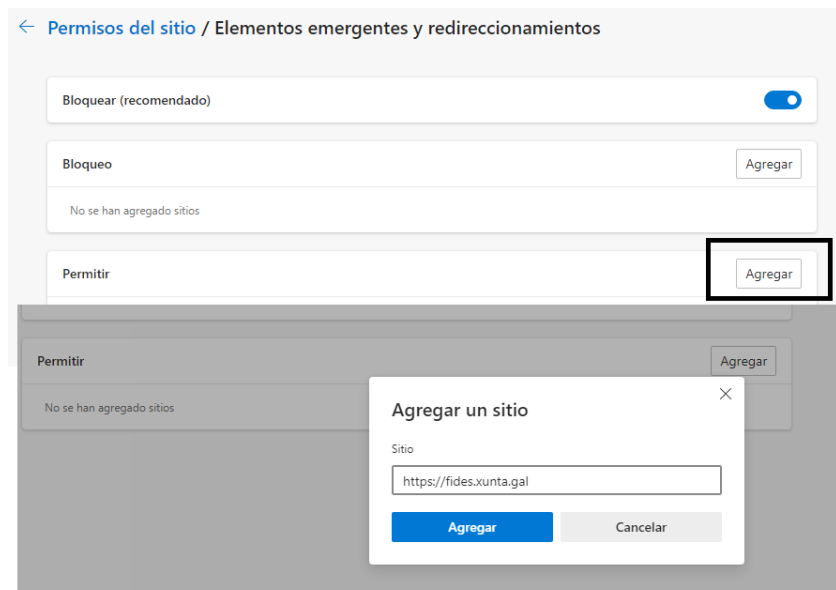 Permisos del sitio / Elementos emergentes y redireccionamientos
Bloquear (recomendado)
Bloqueo
Agregar
No se han agregado sitios
Permitir
Agregar
Permitir
Agregar
No se han agregado sitios
Agregar un sitio
Sitio
https://fides.xunta.gal
Agregar
Cancelar